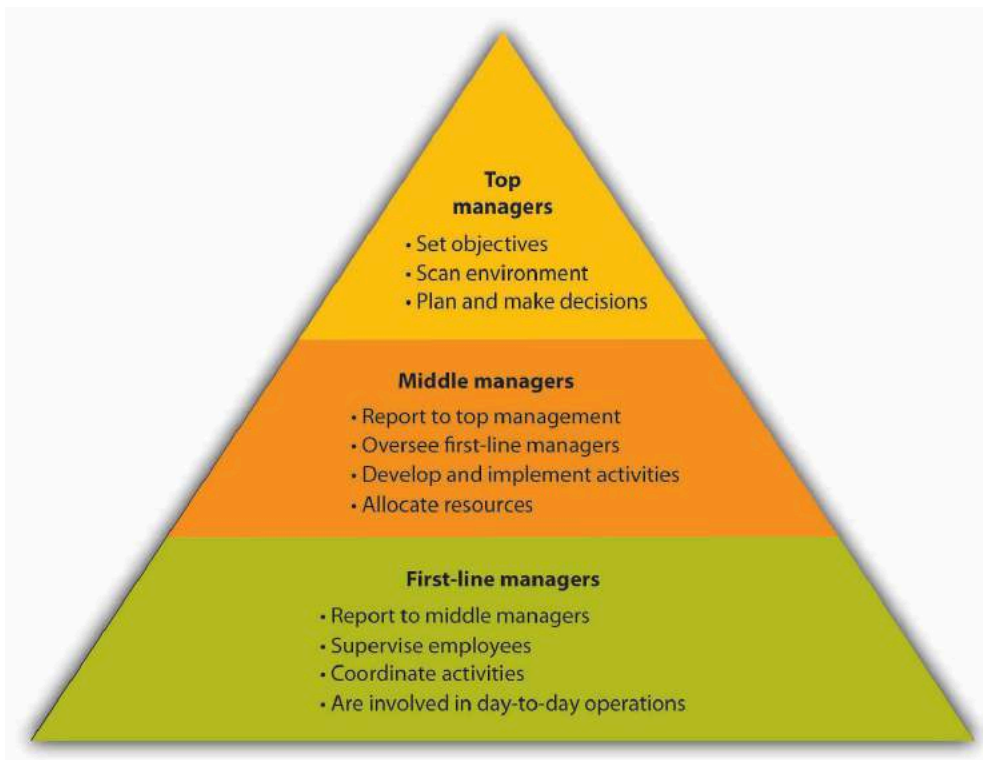 Top
managers
• Set objectives
• Scan environment
• Plan and make decisions
Middle managers
• Report to top management
• Oversee first-line managers
• Develop and implement activities
• Allocate resources
First-line managers
• Report to middle managers
• Supervise employees
• Coordinate activities
• Are involved in day-to-day operations